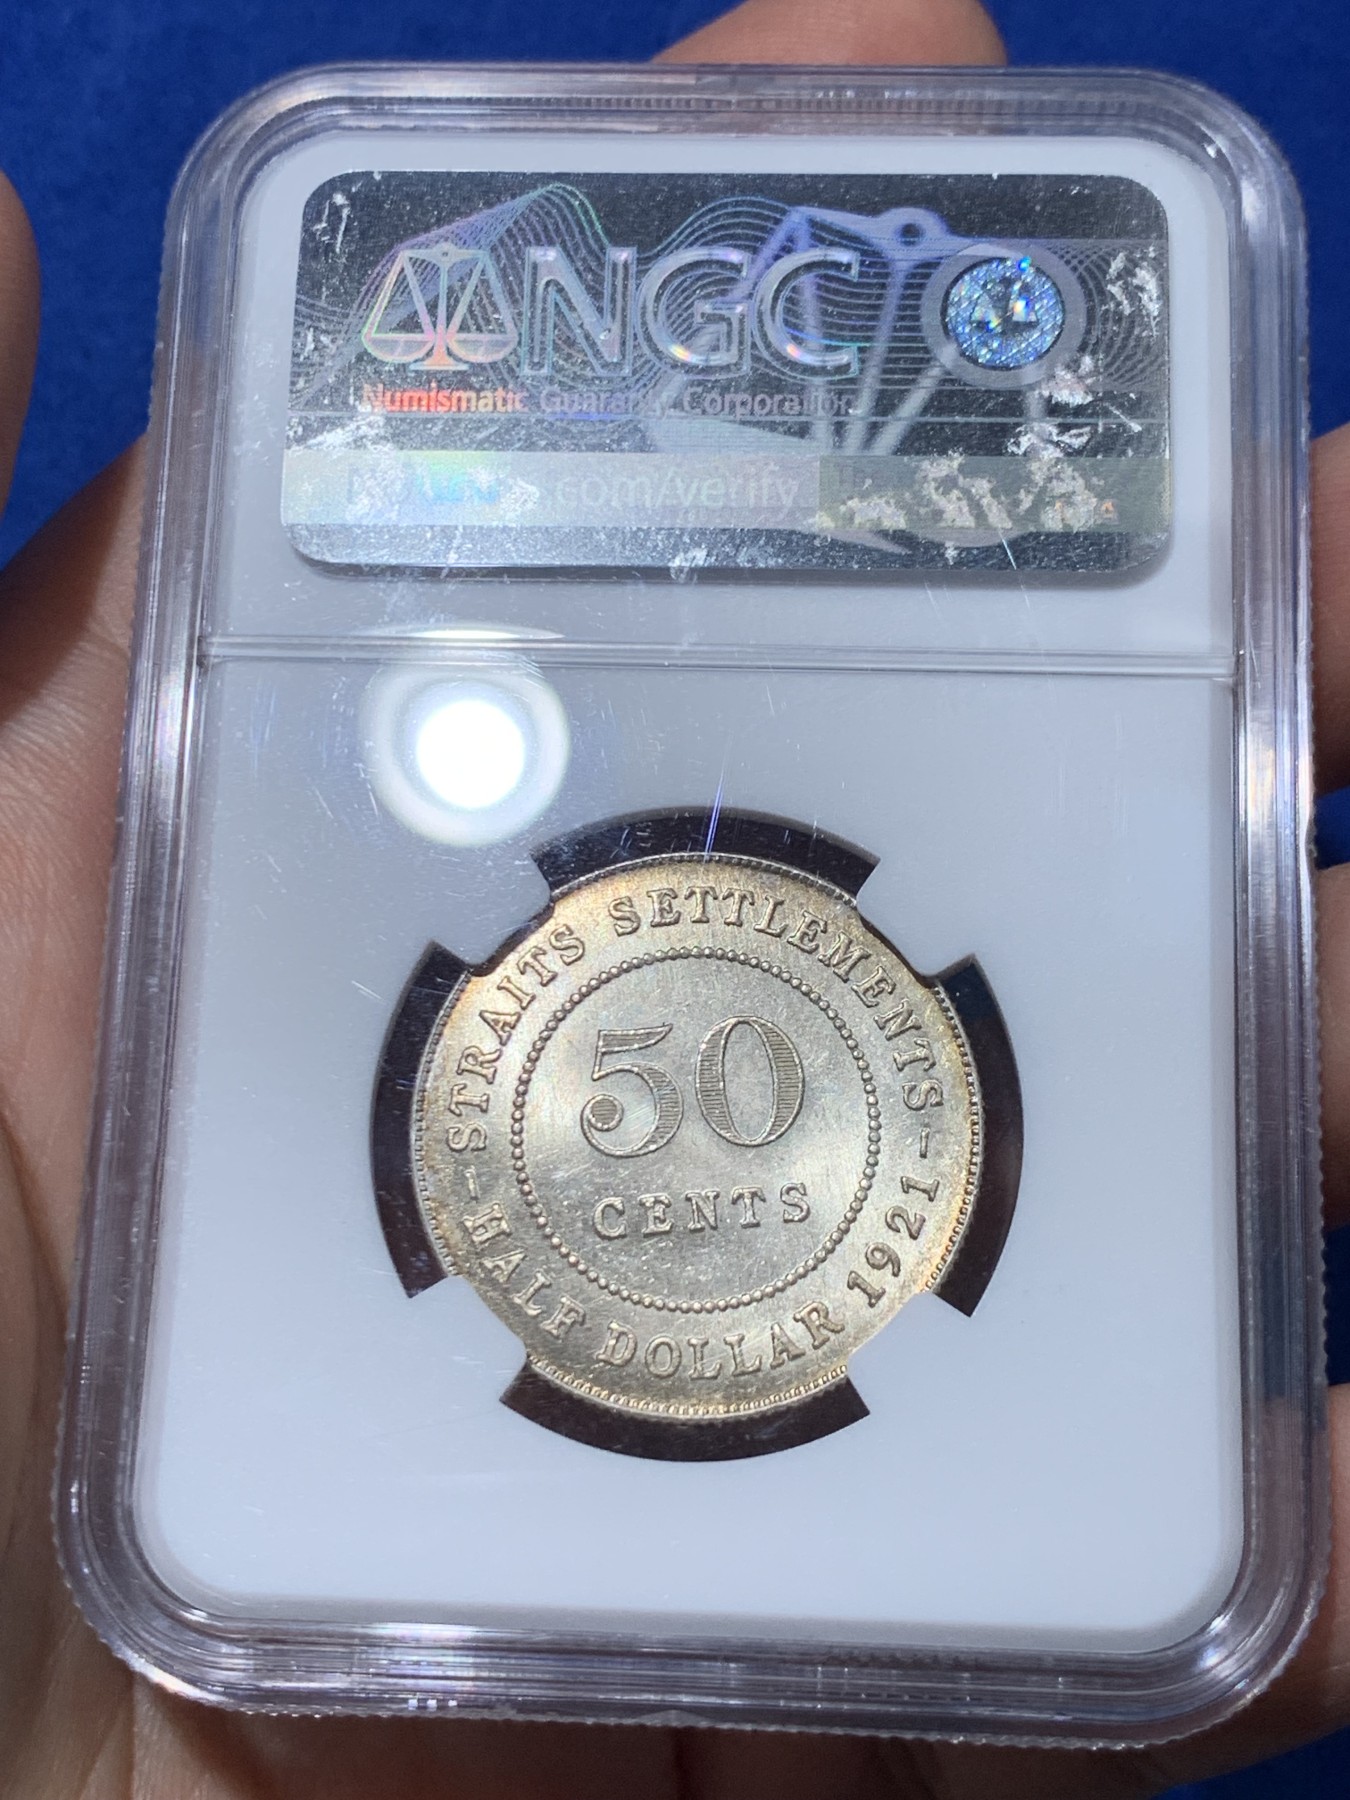 NGC
Numismatic Guaranty Corporation
.com/verify
STRAITS SETTLEMENTS
50
CENTS
HALF DOLLAR 1921